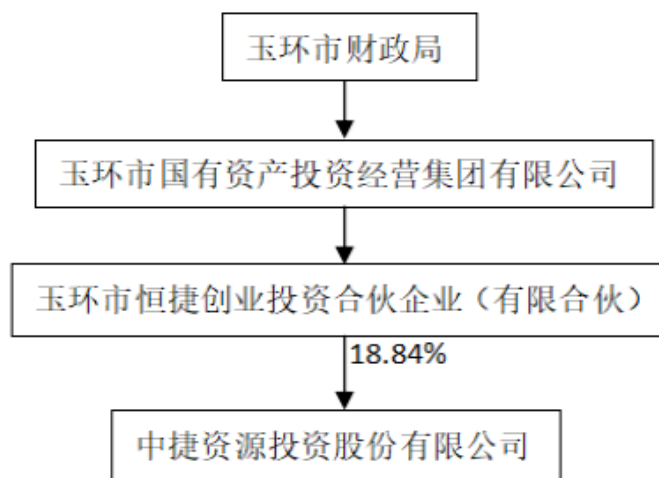 玉环市财政局
玉环市国有资产投资经营集团有限公司
玉环市恒捷创业投资合伙企业（有限合伙）
18.84%
中捷资源投资股份有限公司